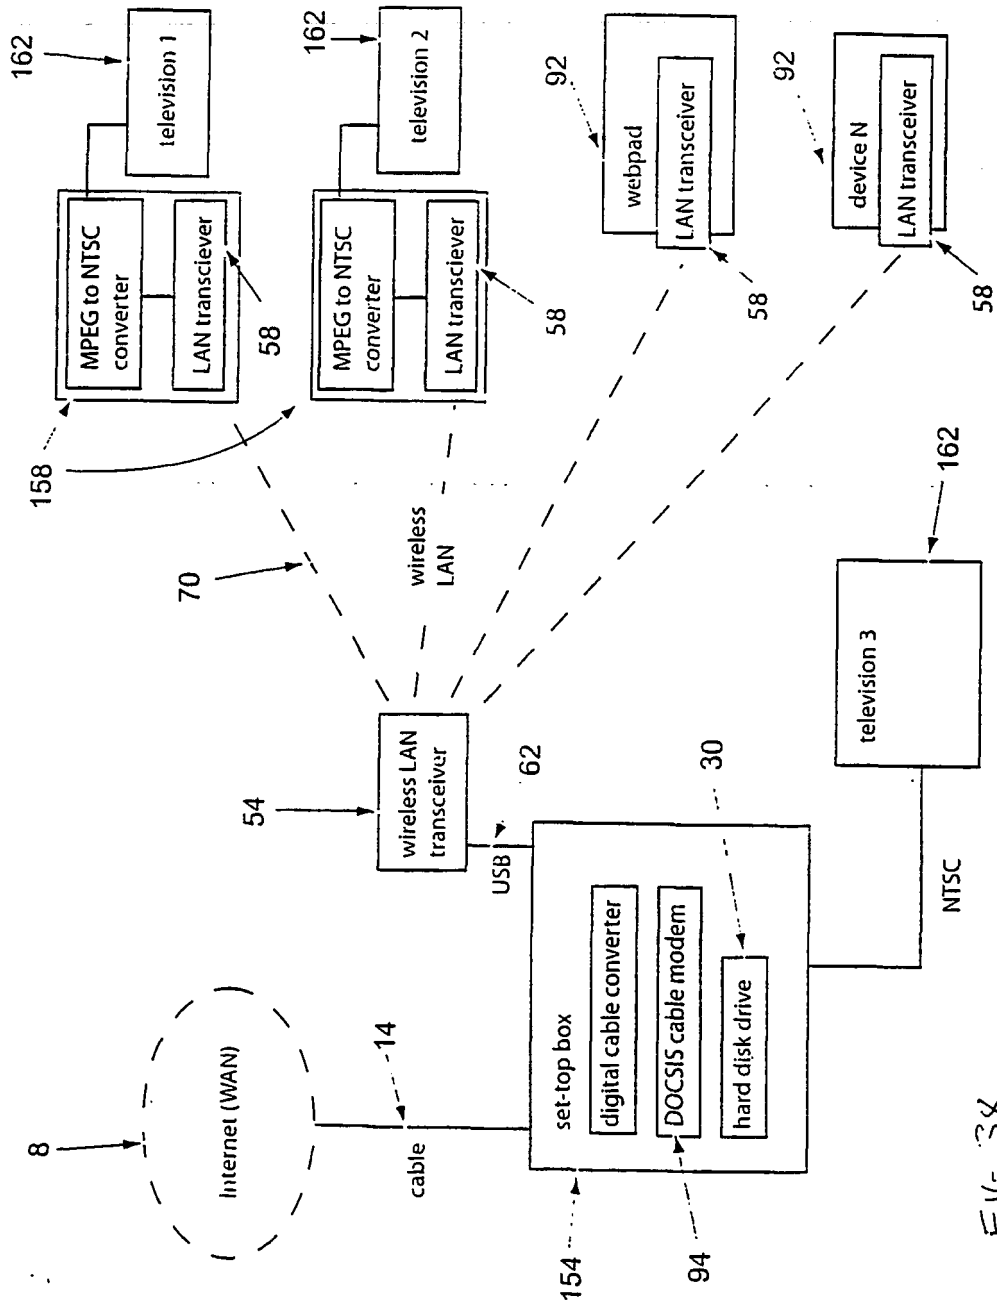 8
Internet (WAN)
14
cable
154
set-top box
digital cable converter
DOCSIS cable modem
94
hard disk drive
30
54
wireless LAN
transceiver
USB
62
NTSC
television 3
162
70
wireless
LAN
158
MPEG to NTSC
converter
LAN transciever
58
television 1
162
MPEG to NTSC
converter
LAN transciever
58
television 2
162
webpad
LAN transceiver
92
58
device N
LAN transceiver
92
58
FIG. 38